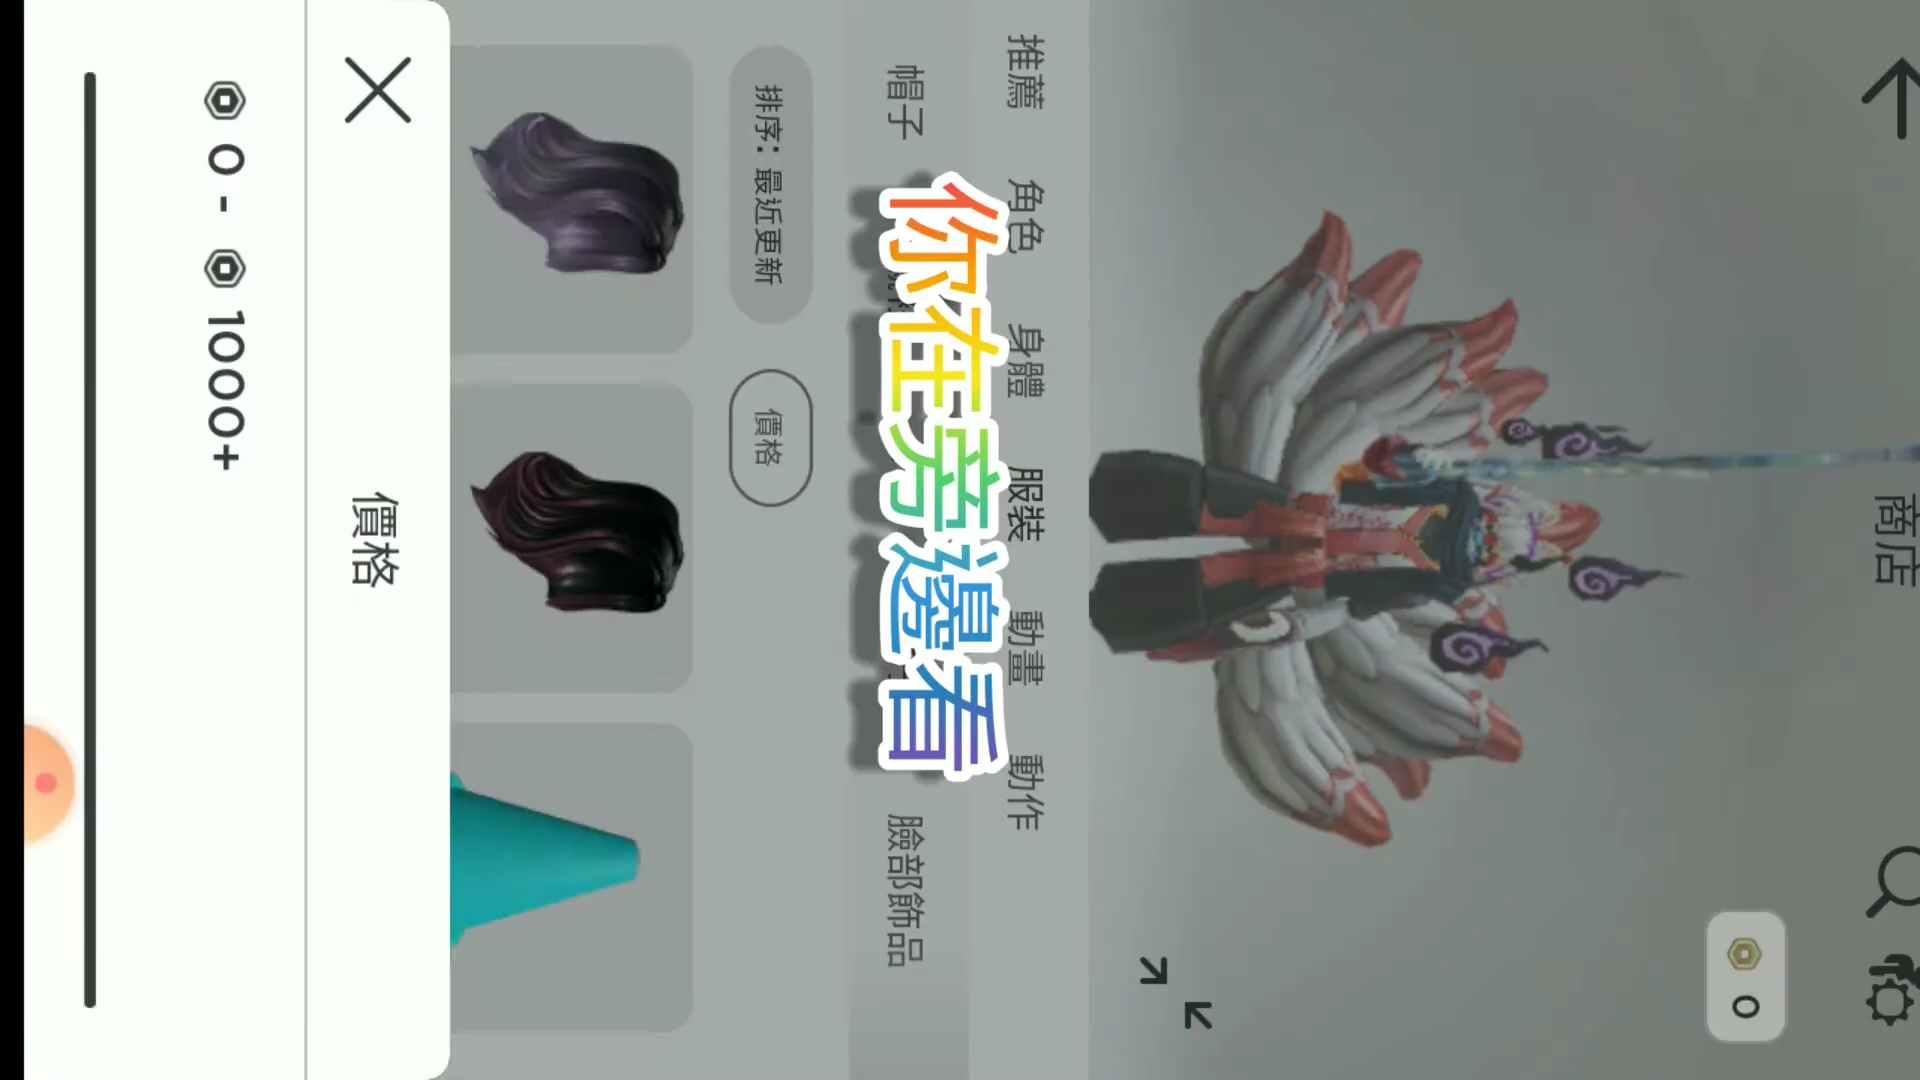 商店
0
推薦 角色 身體 服裝 動畫 動作
你在旁邊看
帽子
臉部飾品
排序：最近更新
價格
價格
0 - 1000+